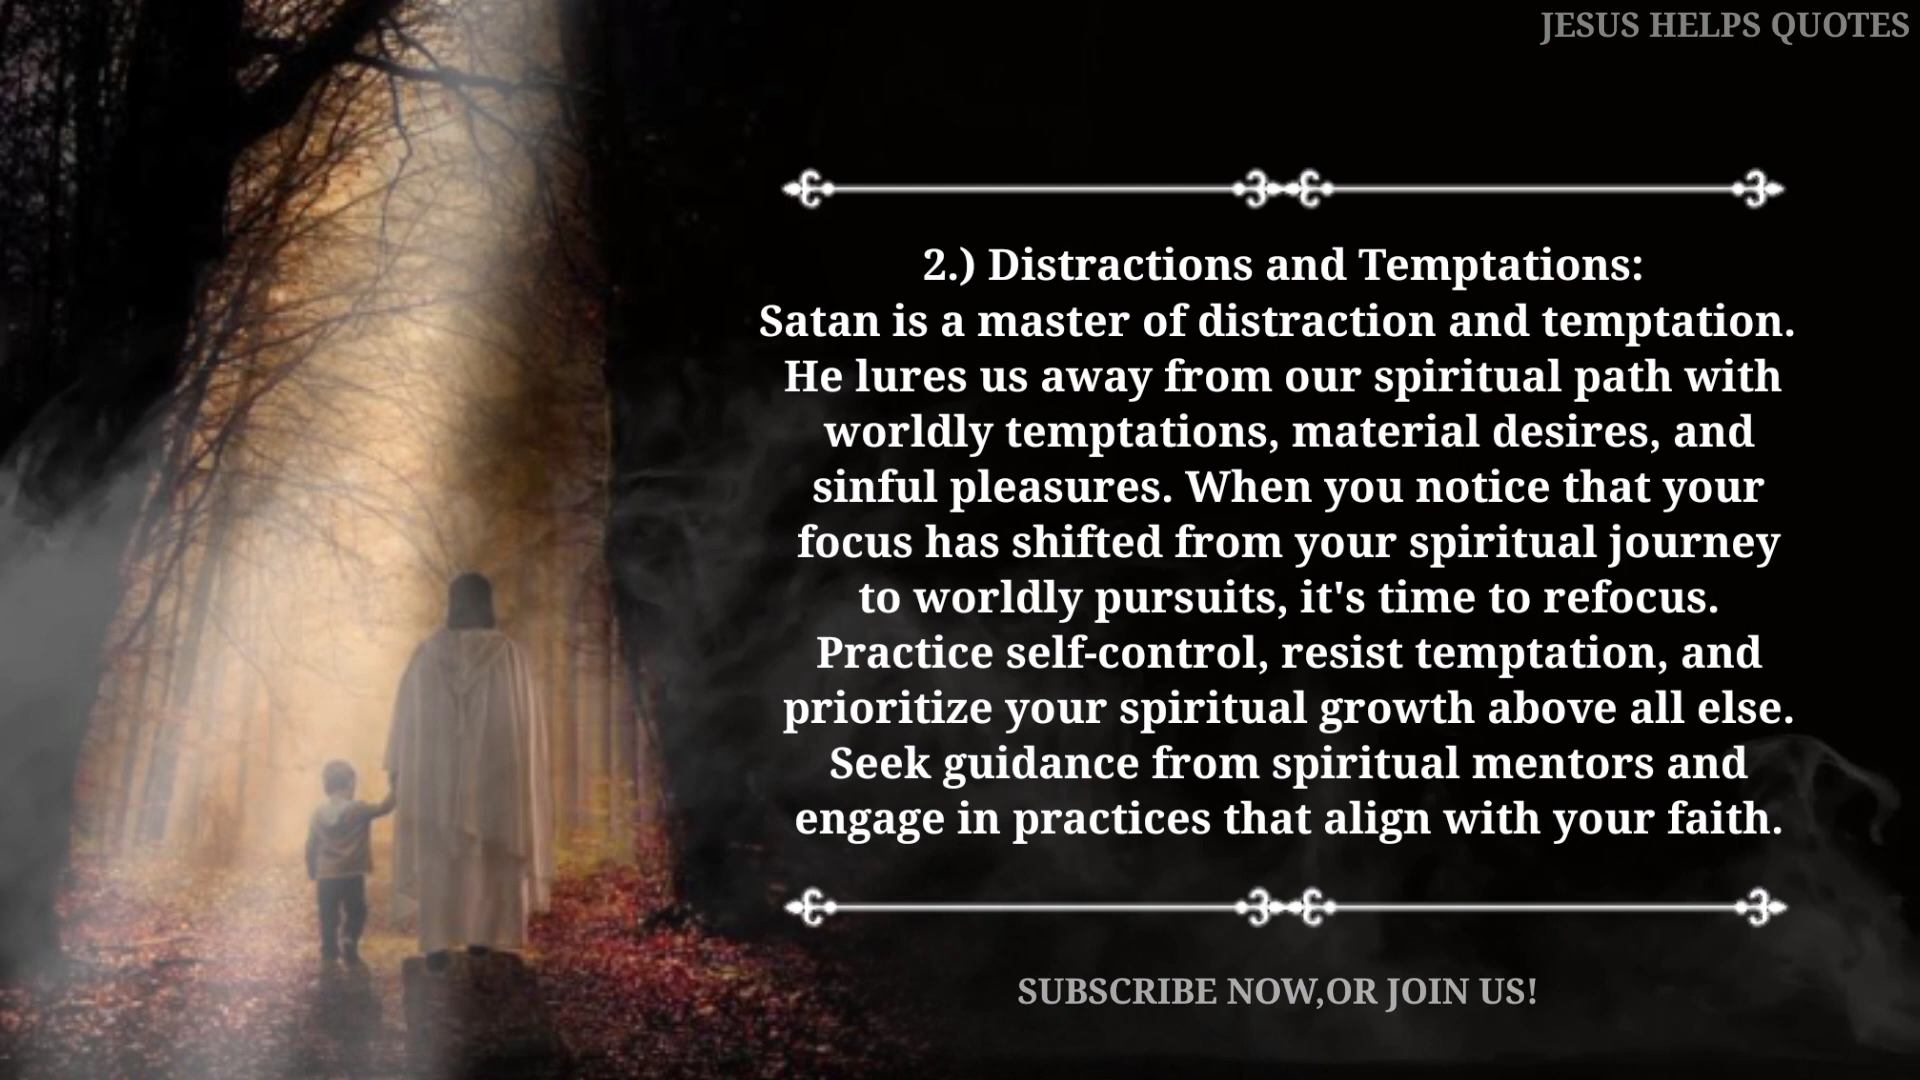 JESUS HELPS QUOTES
2.) Distractions and Temptations:
Satan is a master of distraction and temptation.
He lures us away from our spiritual path with
worldly temptations, material desires, and
sinful pleasures. When you notice that your
focus has shifted from your spiritual journey
to worldly pursuits, it's time to refocus.
Practice self-control, resist temptation, and
prioritize your spiritual growth above all else.
Seek guidance from spiritual mentors and
engage in practices that align with your faith.
SUBSCRIBE NOW,OR JOIN US!